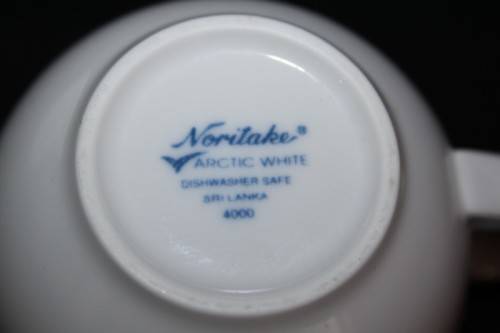 Noritake®
ARCTIC WHITE
DISHWASHER SAFE
SRI LANKA
4000